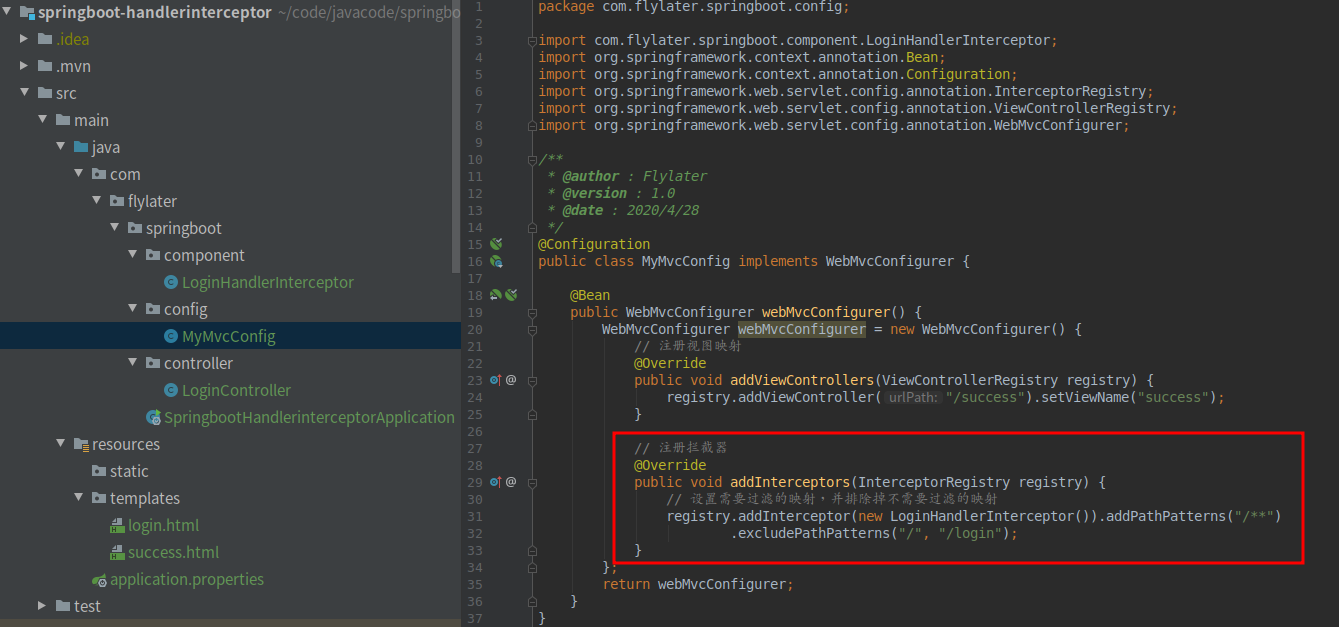 springboot-handlerinterceptor ~/code/javacode/springbo
.idea
.mvn
src
main
java
com
flylater
springboot
component
LoginHandlerInterceptor
config
MyMvcConfig
controller
LoginController
SpringbootHandlerinterceptorApplication
resources
static
templates
login.html
success.html
application.properties
test
1 package com.flylater.springboot.config;
2
3 import com.flylater.springboot.component.LoginHandlerInterceptor;
4 import org.springframework.context.annotation.Bean;
5 import org.springframework.context.annotation.Configuration;
6 import org.springframework.web.servlet.config.annotation.InterceptorRegistry;
7 import org.springframework.web.servlet.config.annotation.ViewControllerRegistry;
8 import org.springframework.web.servlet.config.annotation.WebMvcConfigurer;
9
10 /**
11 * @author : Flylater
12 * @version : 1.0
13 * @date : 2020/4/28
14 */
15 @Configuration
16 public class MyMvcConfig implements WebMvcConfigurer {
17
18 @Bean
19 public WebMvcConfigurer webMvcConfigurer() {
20 WebMvcConfigurer webMvcConfigurer = new WebMvcConfigurer() {
21 // 注册视图映射
22 @Override
23 @ public void addViewControllers(ViewControllerRegistry registry) {
24 registry.addViewController( urlPath: "/success").setViewName("success");
25 }
26
27 // 注册拦截器
28 @Override
29 @ public void addInterceptors(InterceptorRegistry registry) {
30 // 设置需要过滤的映射，并排除掉不需要过滤的映射
31 registry.addInterceptor(new LoginHandlerInterceptor()).addPathPatterns("/**")
32 .excludePathPatterns("/", "/login");
33 }
34 };
35 return webMvcConfigurer;
36 }
37 }